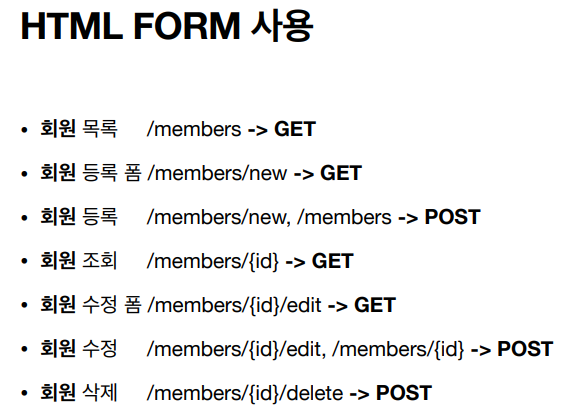 HTML FORM 사용
• 회원 목록 /members -> GET
• 회원 등록 폼 /members/new -> GET
• 회원 등록 /members/new, /members -> POST
• 회원 조회 /members/{id} -> GET
• 회원 수정 폼 /members/{id}/edit -> GET
• 회원 수정 /members/{id}/edit, /members/{id} -> POST
• 회원 삭제 /members/{id}/delete -> POST